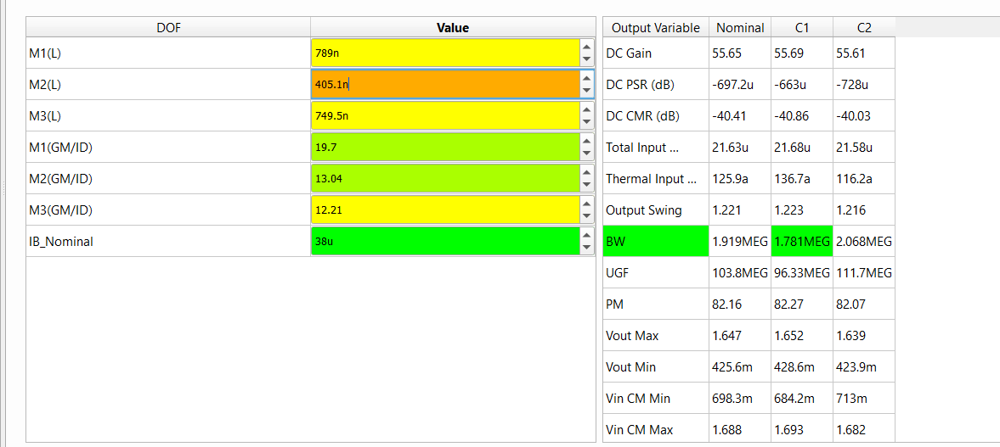 DOF Value
M1(L) 789n
M2(L) 405.1n
M3(L) 749.5n
M1(GM/ID) 19.7
M2(GM/ID) 13.04
M3(GM/ID) 12.21
IB_Nominal 38u
Output Variable Nominal C1 C2
DC Gain 55.65 55.69 55.61
DC PSR (dB) -697.2u -663u -728u
DC CMR (dB) -40.41 -40.86 -40.03
Total Input ... 21.63u 21.68u 21.58u
Thermal Input ... 125.9a 136.7a 116.2a
Output Swing 1.221 1.223 1.216
BW 1.919MEG 1.781MEG 2.068MEG
UGF 103.8MEG 96.33MEG 111.7MEG
PM 82.16 82.27 82.07
Vout Max 1.647 1.652 1.639
Vout Min 425.6m 428.6m 423.9m
Vin CM Min 698.3m 684.2m 713m
Vin CM Max 1.688 1.693 1.682